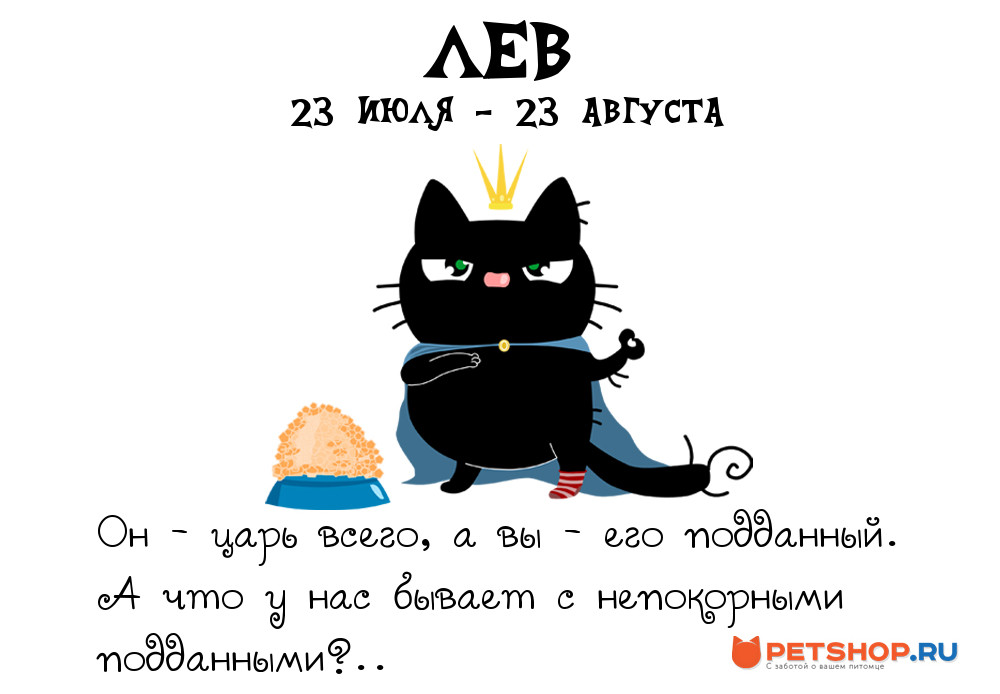 ЛЕВ
23 ИЮЛЯ - 23 АВГУСТА
Он - царь всего, а вы - его подданный.
А что у нас бывает с непокорными
подданными?..
PETSHOP.RU
С заботой о вашем питомце